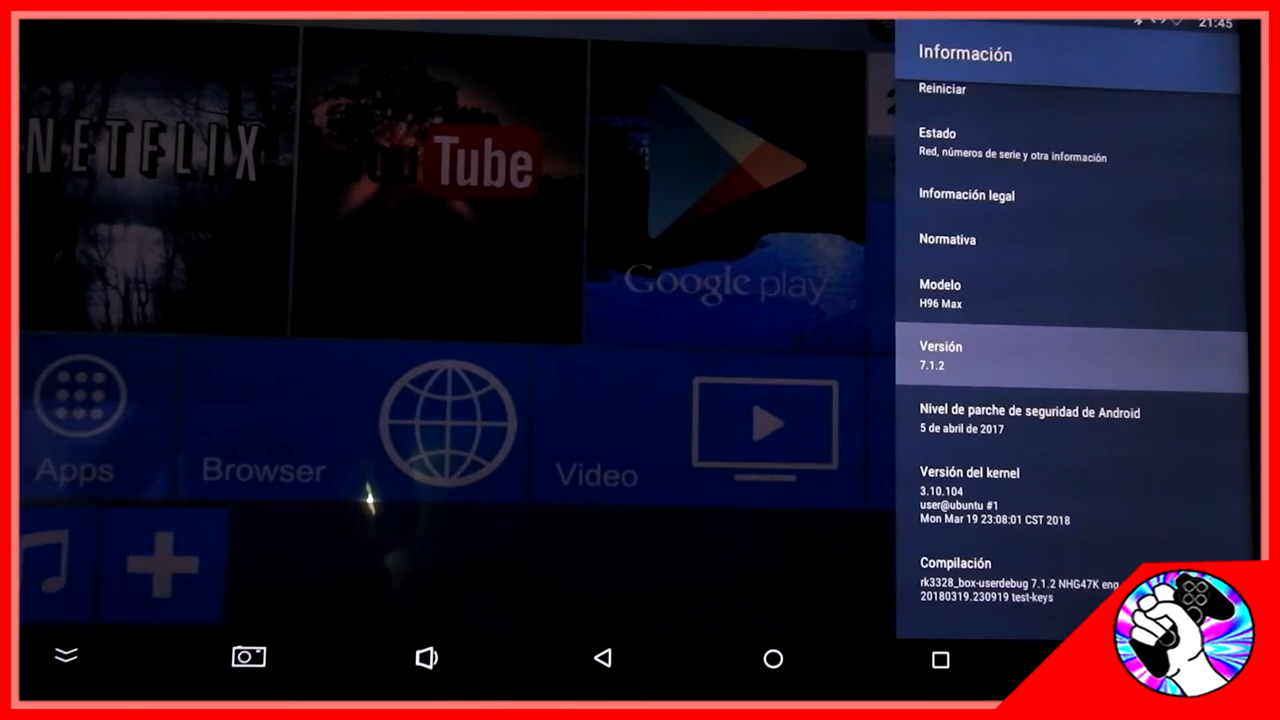 21:45
Información
Reiniciar
Estado
Red, números de serie y otra información
Información legal
Normativa
Modelo
H96 Max
Versión
7.1.2
Nivel de parche de seguridad de Android
5 de abril de 2017
Versión del kernel
3.10.104
user@ubuntu #1
Mon Mar 19 23:08:01 CST 2018
Compilación
rk3328_box-userdebug 7.1.2 NHG47K eng
20180319.230919 test-keys
NETFLIX
You Tube
Google play
Apps
Browser
Video